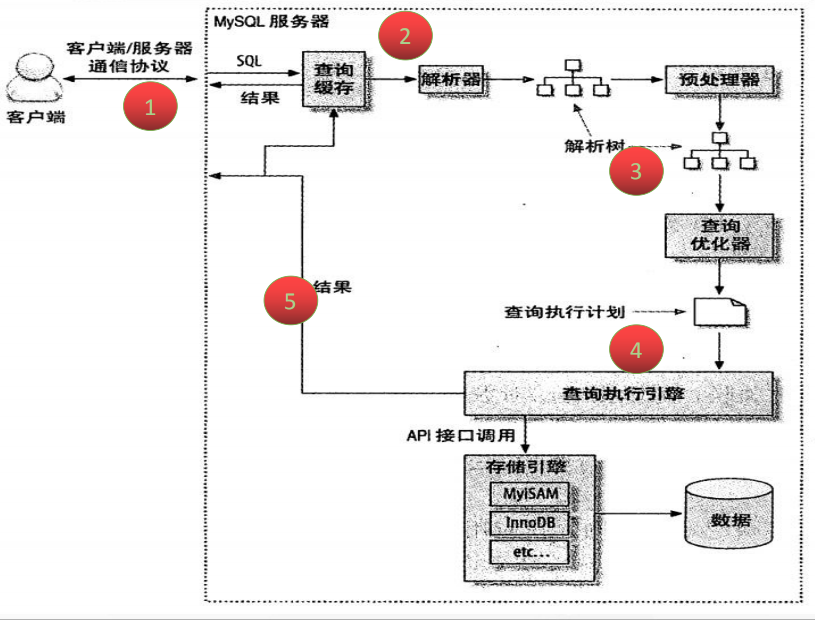 MySQL 服务器
客户端/服务器
通信协议
客户端
1
SQL
结果
查询
缓存
2
解析器
预处理器
解析树
3
查询
优化器
查询执行计划
4
查询执行引擎
5
结果
API 接口调用
存储引擎
MyISAM
InnoDB
etc...
数据